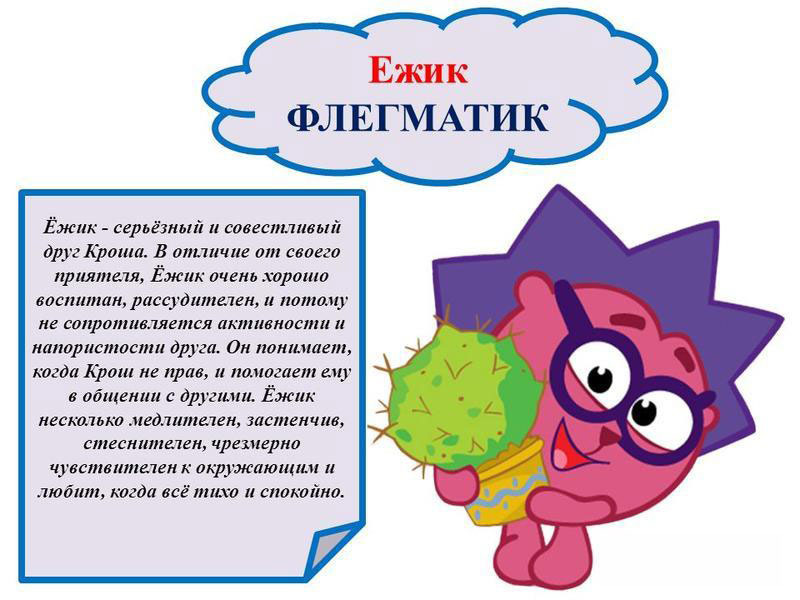 Ежик
ФЛЕГМАТИК
Ёжик - серьёзный и совестливый
друг Кроша. В отличие от своего
приятеля, Ёжик очень хорошо
воспитан, рассудителен, и потому
не сопротивляется активности и
напористости друга. Он понимает,
когда Крош не прав, и помогает ему
в общении с другими. Ёжик
несколько медлителен, застенчив,
стеснителен, чрезмерно
чувствителен к окружающим и
любит, когда всё тихо и спокойно.